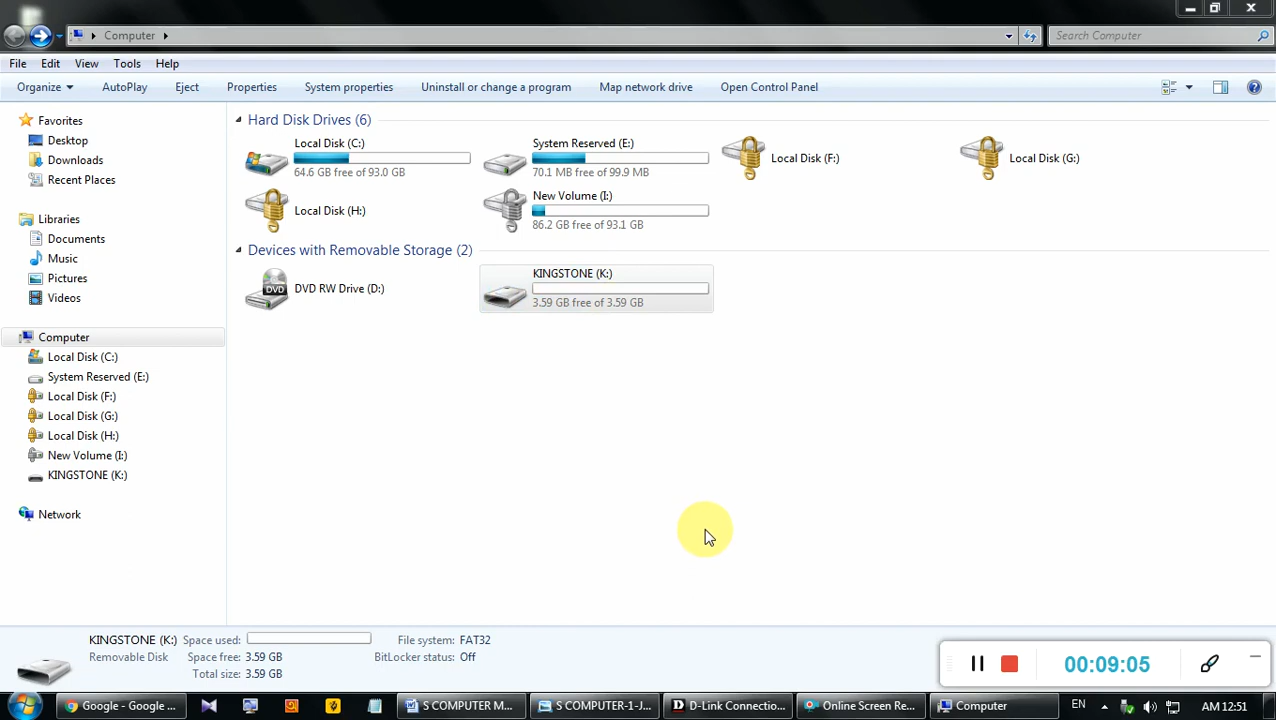 Computer
Search Computer
File Edit View Tools Help
Organize AutoPlay Eject Properties System properties Uninstall or change a program Map network drive Open Control Panel
Favorites
Desktop
Downloads
Recent Places
Libraries
Documents
Music
Pictures
Videos
Computer
Local Disk (C:)
System Reserved (E:)
Local Disk (F:)
Local Disk (G:)
Local Disk (H:)
New Volume (I:)
KINGSTONE (K:)
Network
Hard Disk Drives (6)
Local Disk (C:)
64.6 GB free of 93.0 GB
System Reserved (E:)
70.1 MB free of 99.9 MB
Local Disk (F:)
Local Disk (G:)
Local Disk (H:)
New Volume (I:)
86.2 GB free of 93.1 GB
Devices with Removable Storage (2)
DVD
DVD RW Drive (D:)
KINGSTONE (K:)
3.59 GB free of 3.59 GB
KINGSTONE (K:) Space used: File system: FAT32
Removable Disk Space free: 3.59 GB BitLocker status: Off
Total size: 3.59 GB
00:09:05
Google - Google ... S COMPUTER M... S COMPUTER-1-J... D D-Link Connectio... Online Screen Re... Computer EN AM 12:51